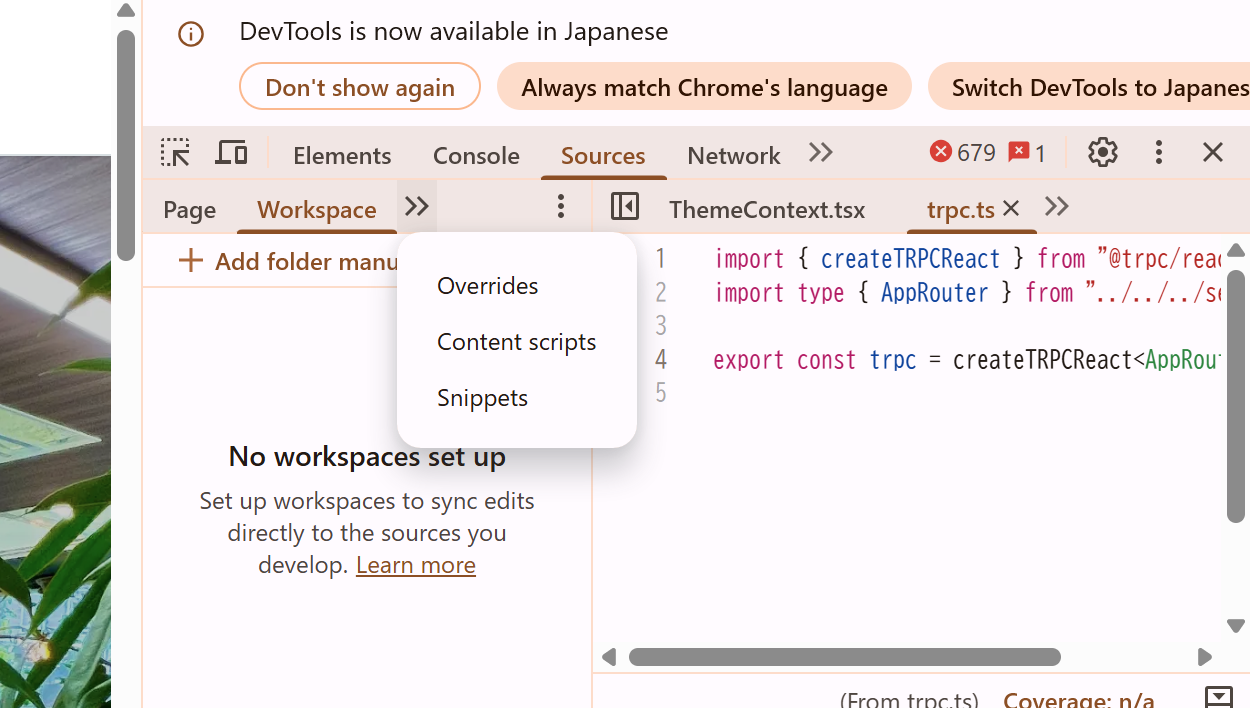 DevTools is now available in Japanese
Don't show again
Always match Chrome's language
Switch DevTools to Japanes
Elements
Console
Sources
Network
679
1
Page
Workspace
ThemeContext.tsx
trpc.ts
Add folder manu
Overrides
Content scripts
Snippets
1 import { createTRPCReact } from "@trpc/reac
2 import type { AppRouter } from "../../../se
3
4 export const trpc = createTRPCReact<AppRou
5
No workspaces set up
Set up workspaces to sync edits
directly to the sources you
develop. Learn more
(From trpc.ts)
Coverage: n/a